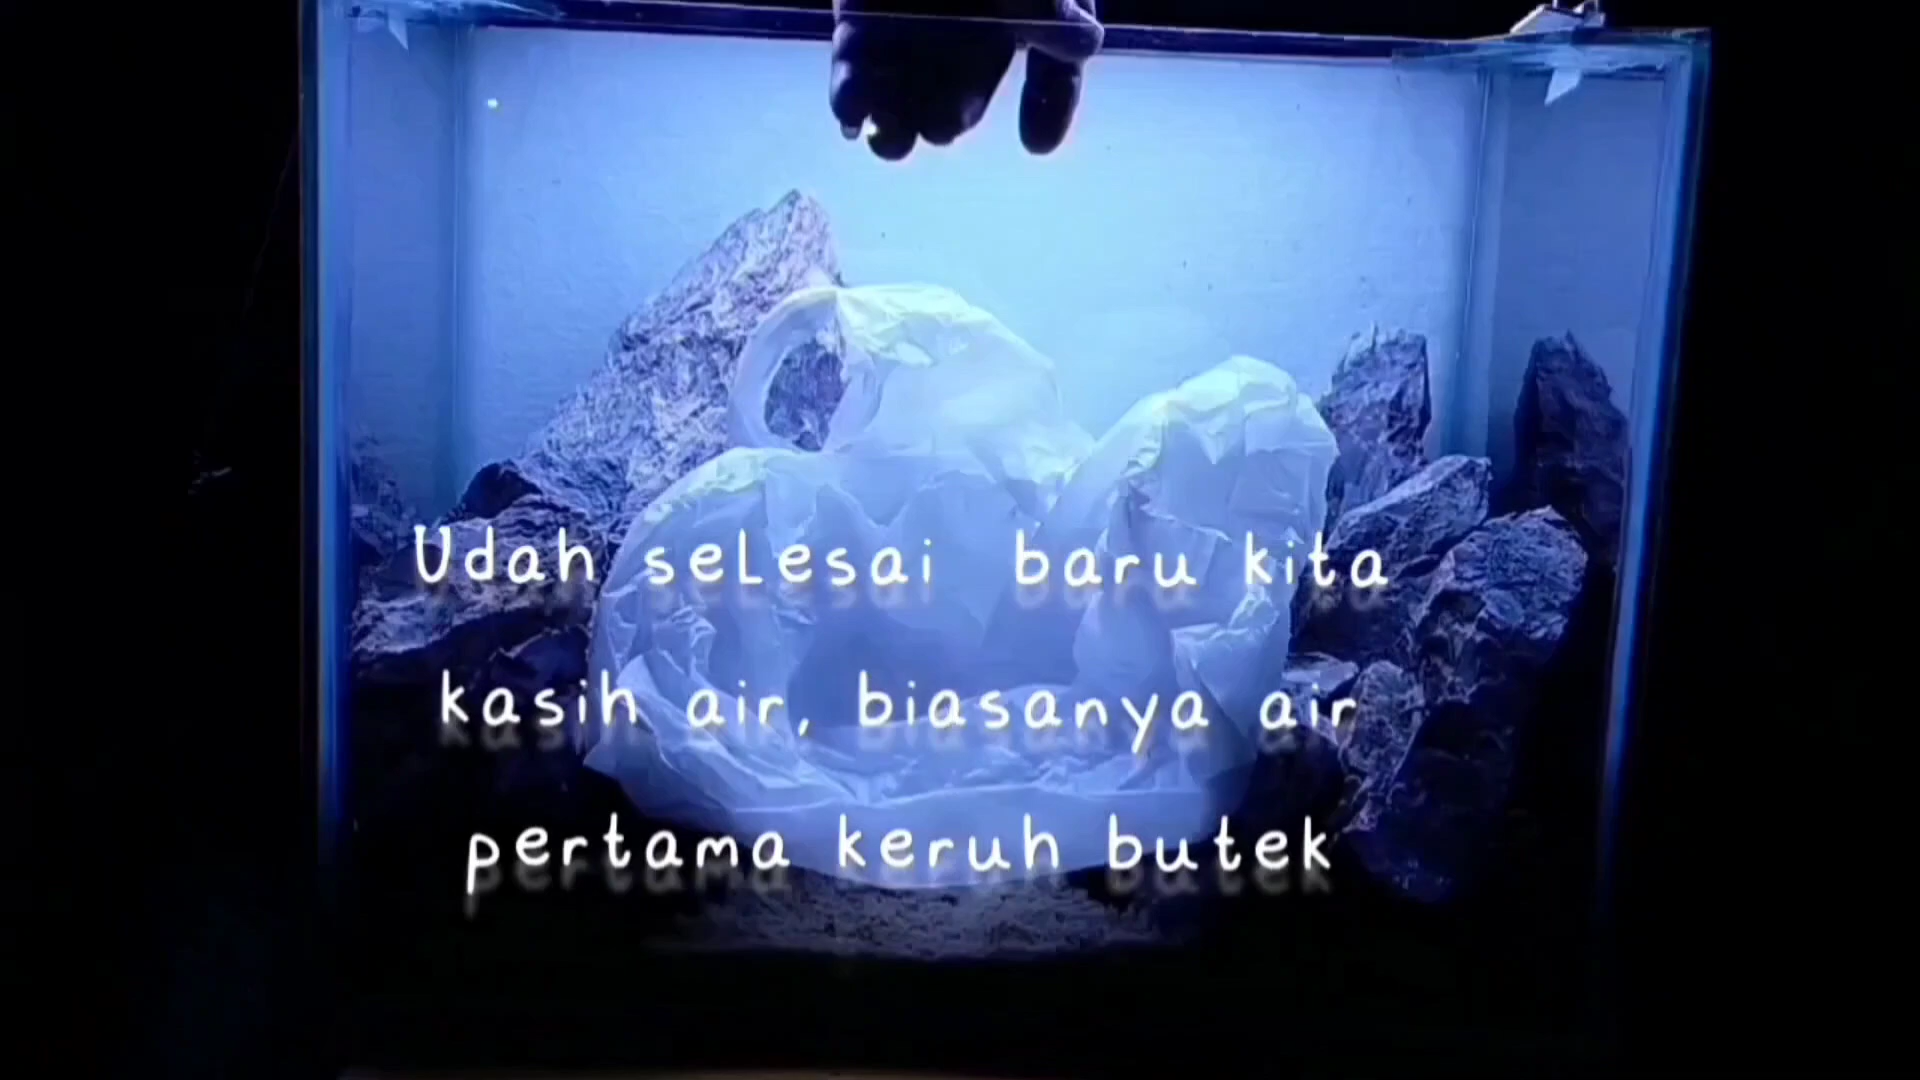 Udah selesai baru kita
kasih air, biasanya air
pertama keruh butek